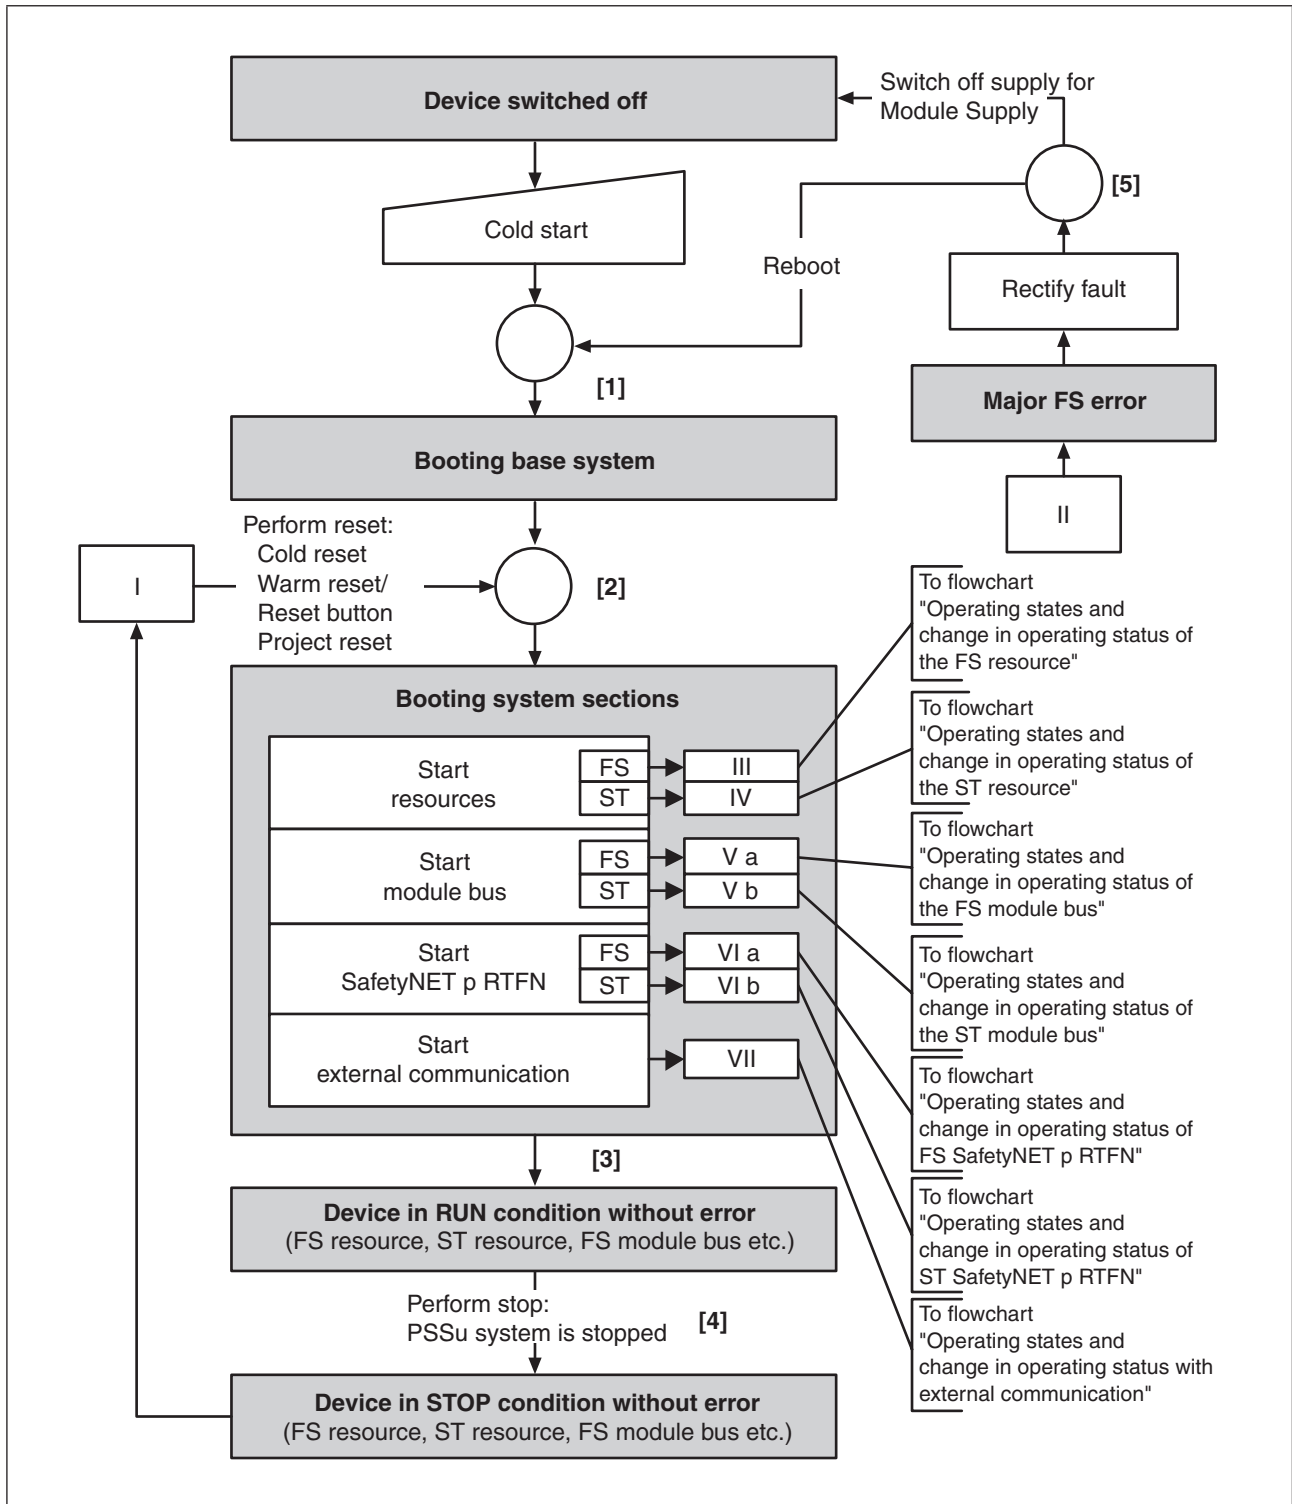 Device switched off
Switch off supply for
Module Supply
[5]
Cold start
Reboot
Rectify fault
[1]
Major FS error
Booting base system
II
Perform reset:
Cold reset
Warm reset/
Reset button
Project reset
I
[2]
Booting system sections
Start
resources
FS
III
ST
IV
Start
module bus
FS
V a
ST
V b
Start
SafetyNET p RTFN
FS
VI a
ST
VI b
Start
external communication
VII
To flowchart
"Operating states and
change in operating status of
the FS resource"
To flowchart
"Operating states and
change in operating status of
the ST resource"
To flowchart
"Operating states and
change in operating status of
the FS module bus"
To flowchart
"Operating states and
change in operating status of
the ST module bus"
To flowchart
"Operating states and
change in operating status of
FS SafetyNET p RTFN"
To flowchart
"Operating states and
change in operating status of
ST SafetyNET p RTFN"
To flowchart
"Operating states and
change in operating status with
external communication"
[3]
Device in RUN condition without error
(FS resource, ST resource, FS module bus etc.)
Perform stop:
PSSu system is stopped
[4]
Device in STOP condition without error
(FS resource, ST resource, FS module bus etc.)